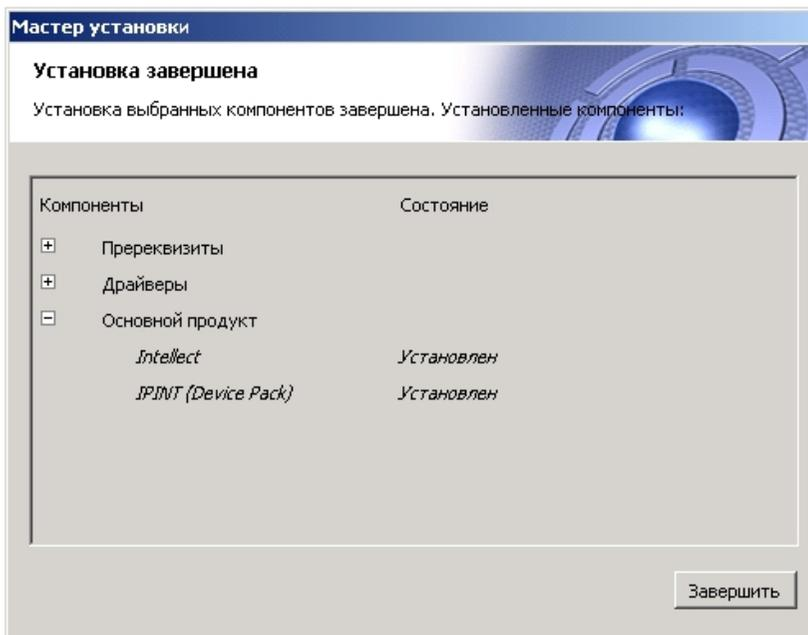 Мастер установки
Установка завершена
Установка выбранных компонентов завершена. Установленные компоненты:
Компоненты Состояние
Пререквизиты
Драйверы
Основной продукт
Intellect Установлен
IPINT (Device Pack) Установлен
Завершить